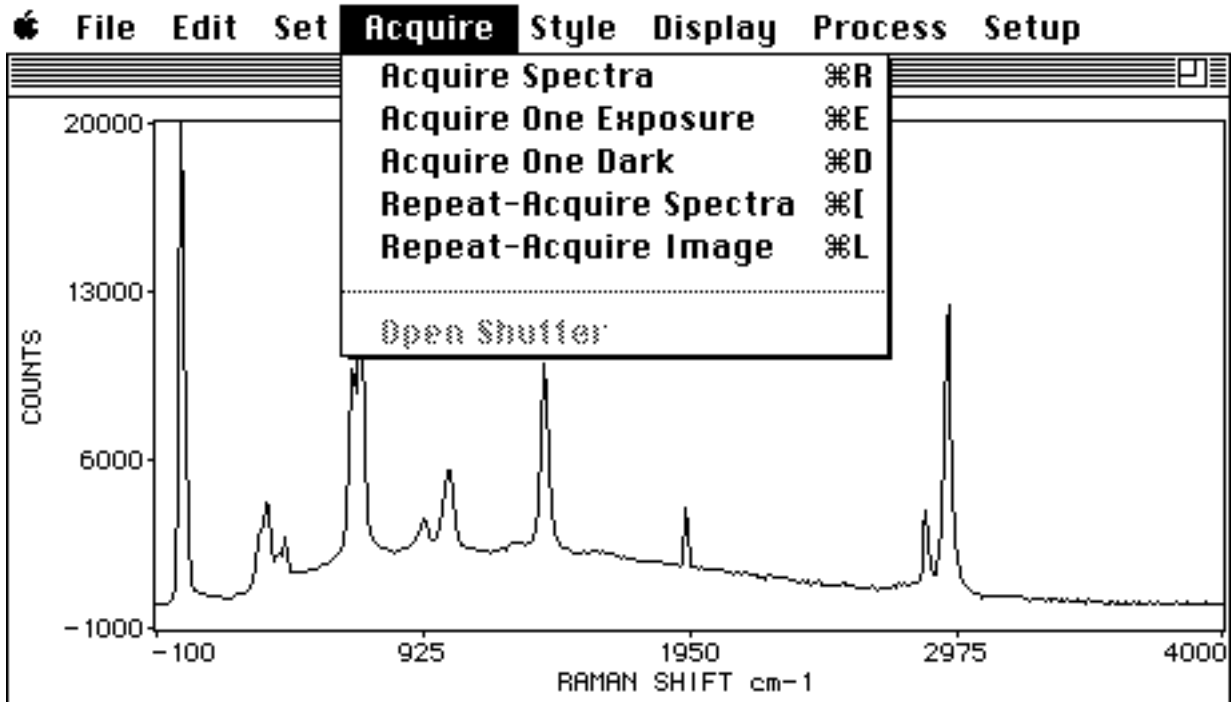 File Edit Set Acquire Style Display Process Setup
Acquire Spectra ⌘R
Acquire One Exposure ⌘E
Acquire One Dark ⌘D
Repeat-Acquire Spectra ⌘[
Repeat-Acquire Image ⌘L
Open Shutter
20000
13000
6000
-1000
COUNTS
-100 925 1950 2975 4000
RAMAN SHIFT cm-1